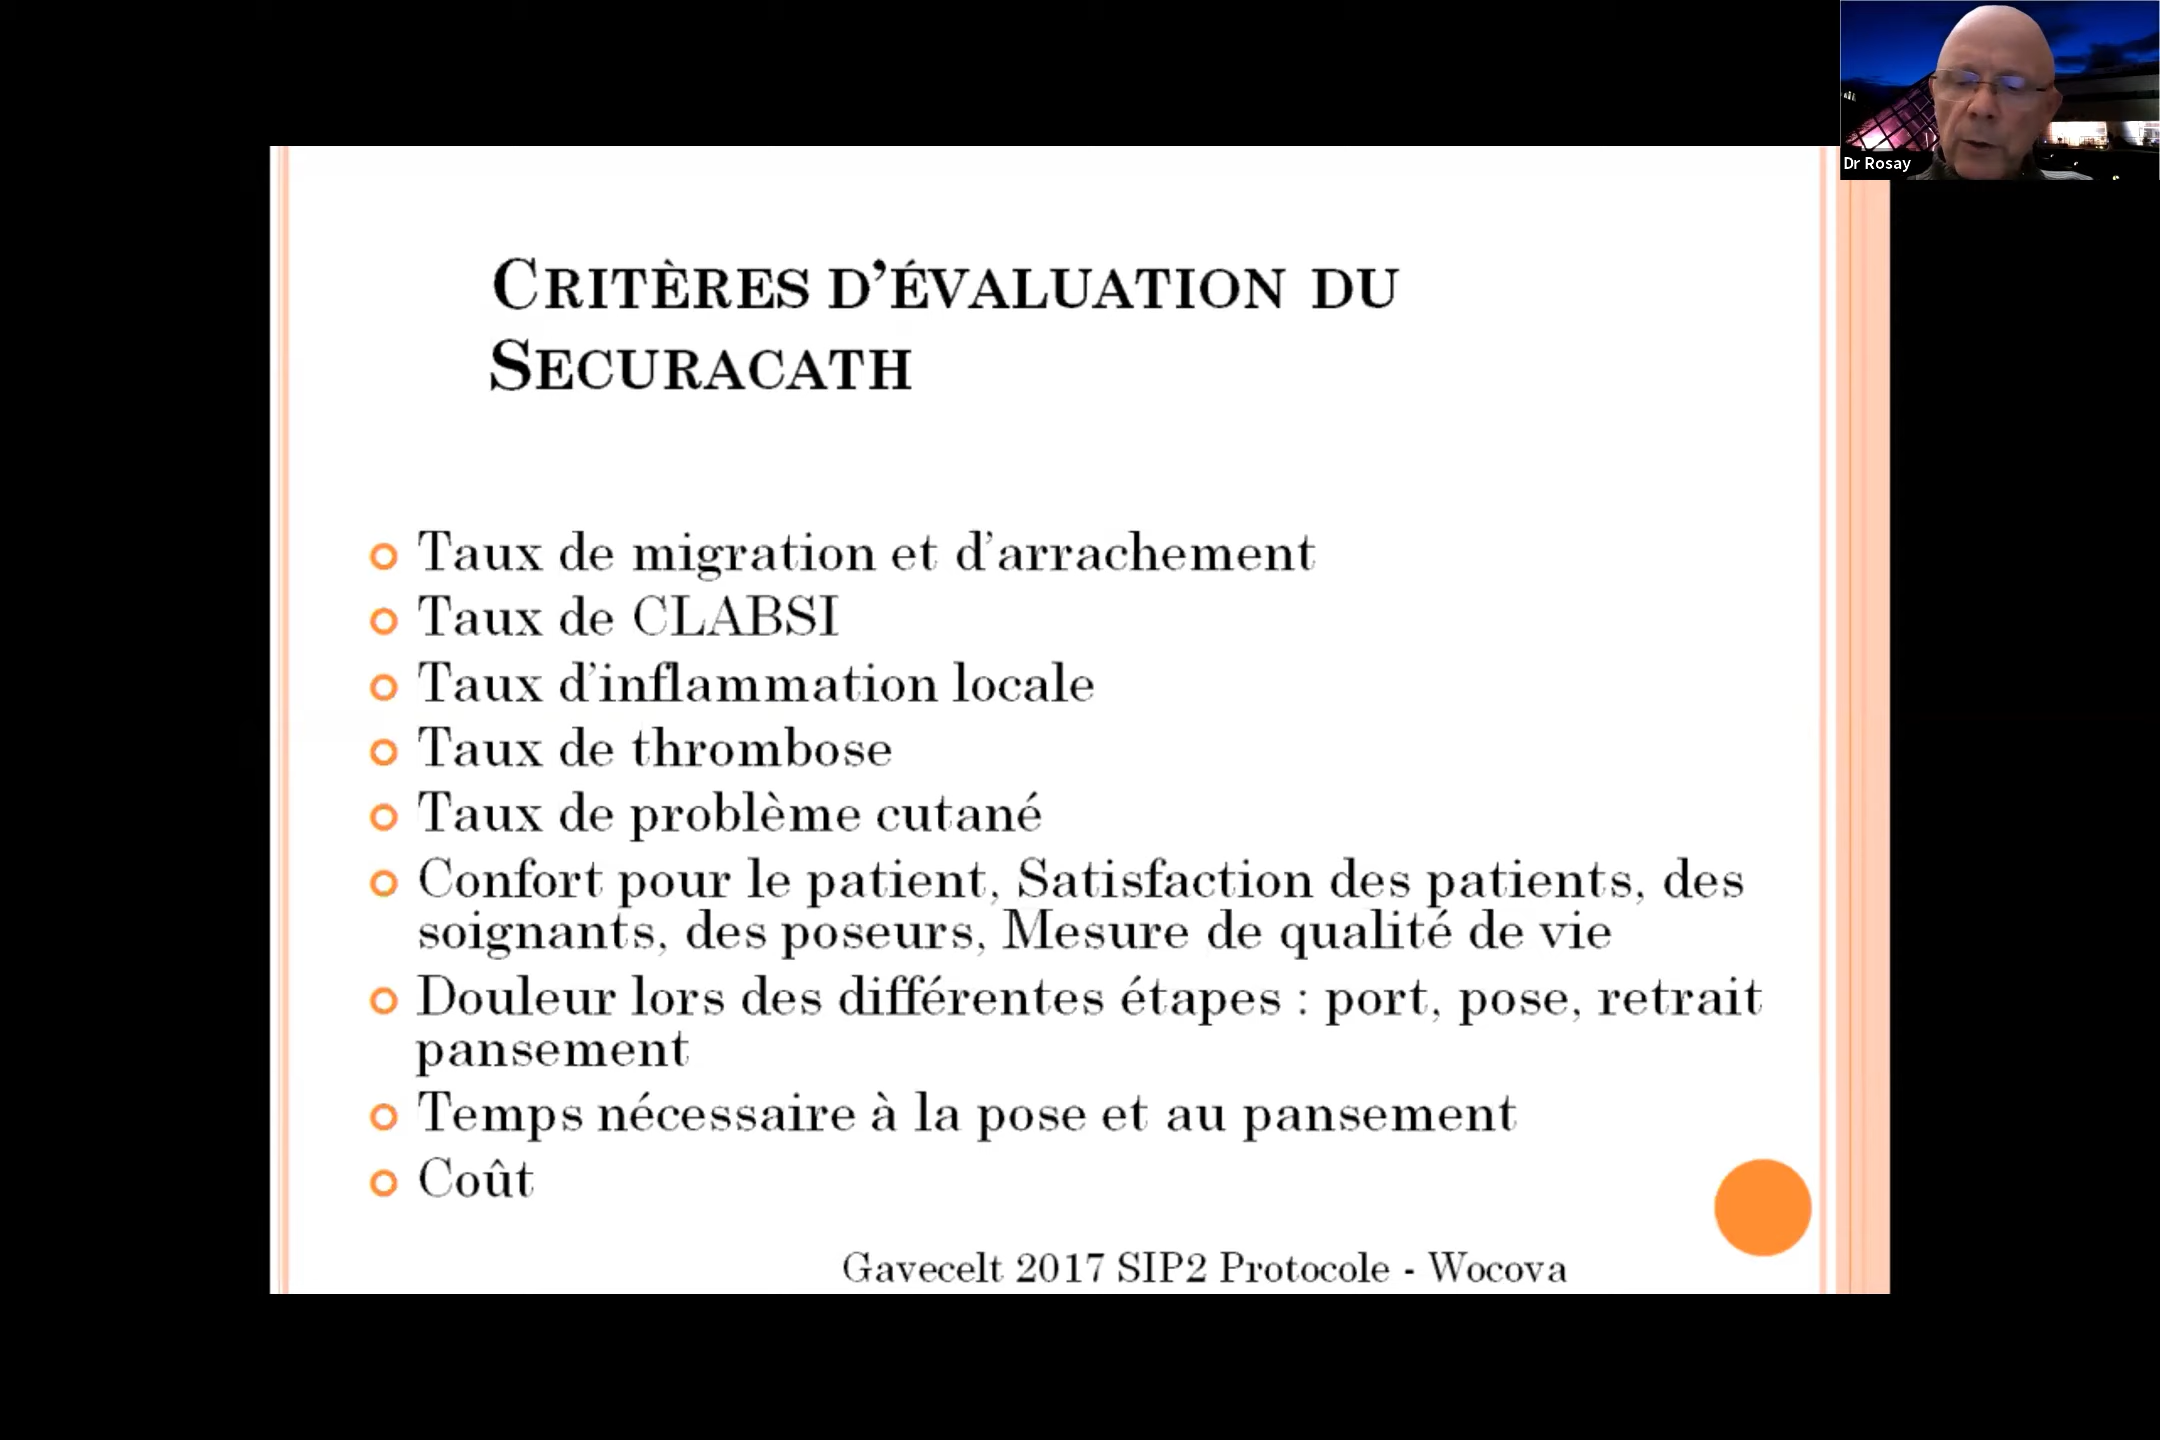 Dr Rosay
CRITÈRES D’ÉVALUATION DU
SECURACATH
Taux de migration et d’arrachement
Taux de CLABSI
Taux d’inflammation locale
Taux de thrombose
Taux de problème cutané
Confort pour le patient, Satisfaction des patients, des
soignants, des poseurs, Mesure de qualité de vie
Douleur lors des différentes étapes : port, pose, retrait
pansement
Temps nécessaire à la pose et au pansement
Coût
Gavecelt 2017 SIP2 Protocole - Wocova